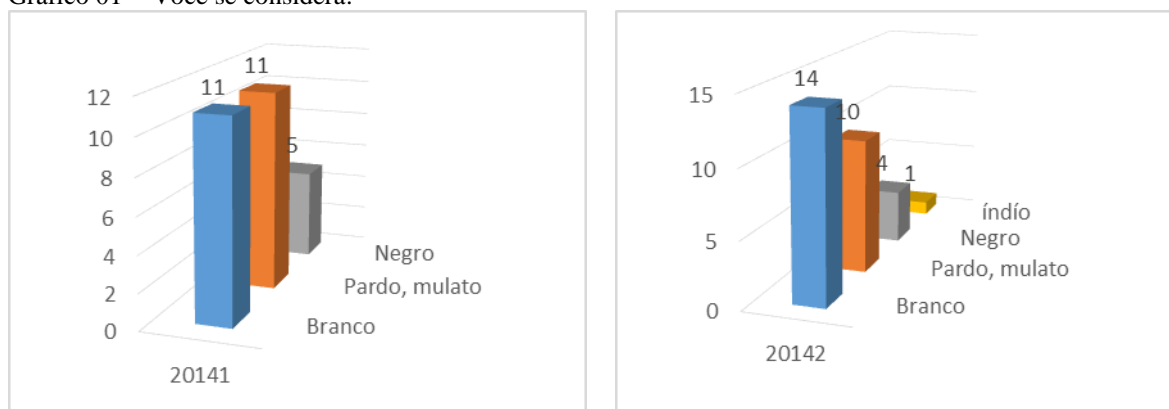 Gráfico 01 – Você se considera:
12
10
8
6
4
2
0
11
11
5
Negro
Pardo, mulato
Branco
20141
15
10
5
0
14
10
4
1
índío
Negro
Pardo, mulato
Branco
20142